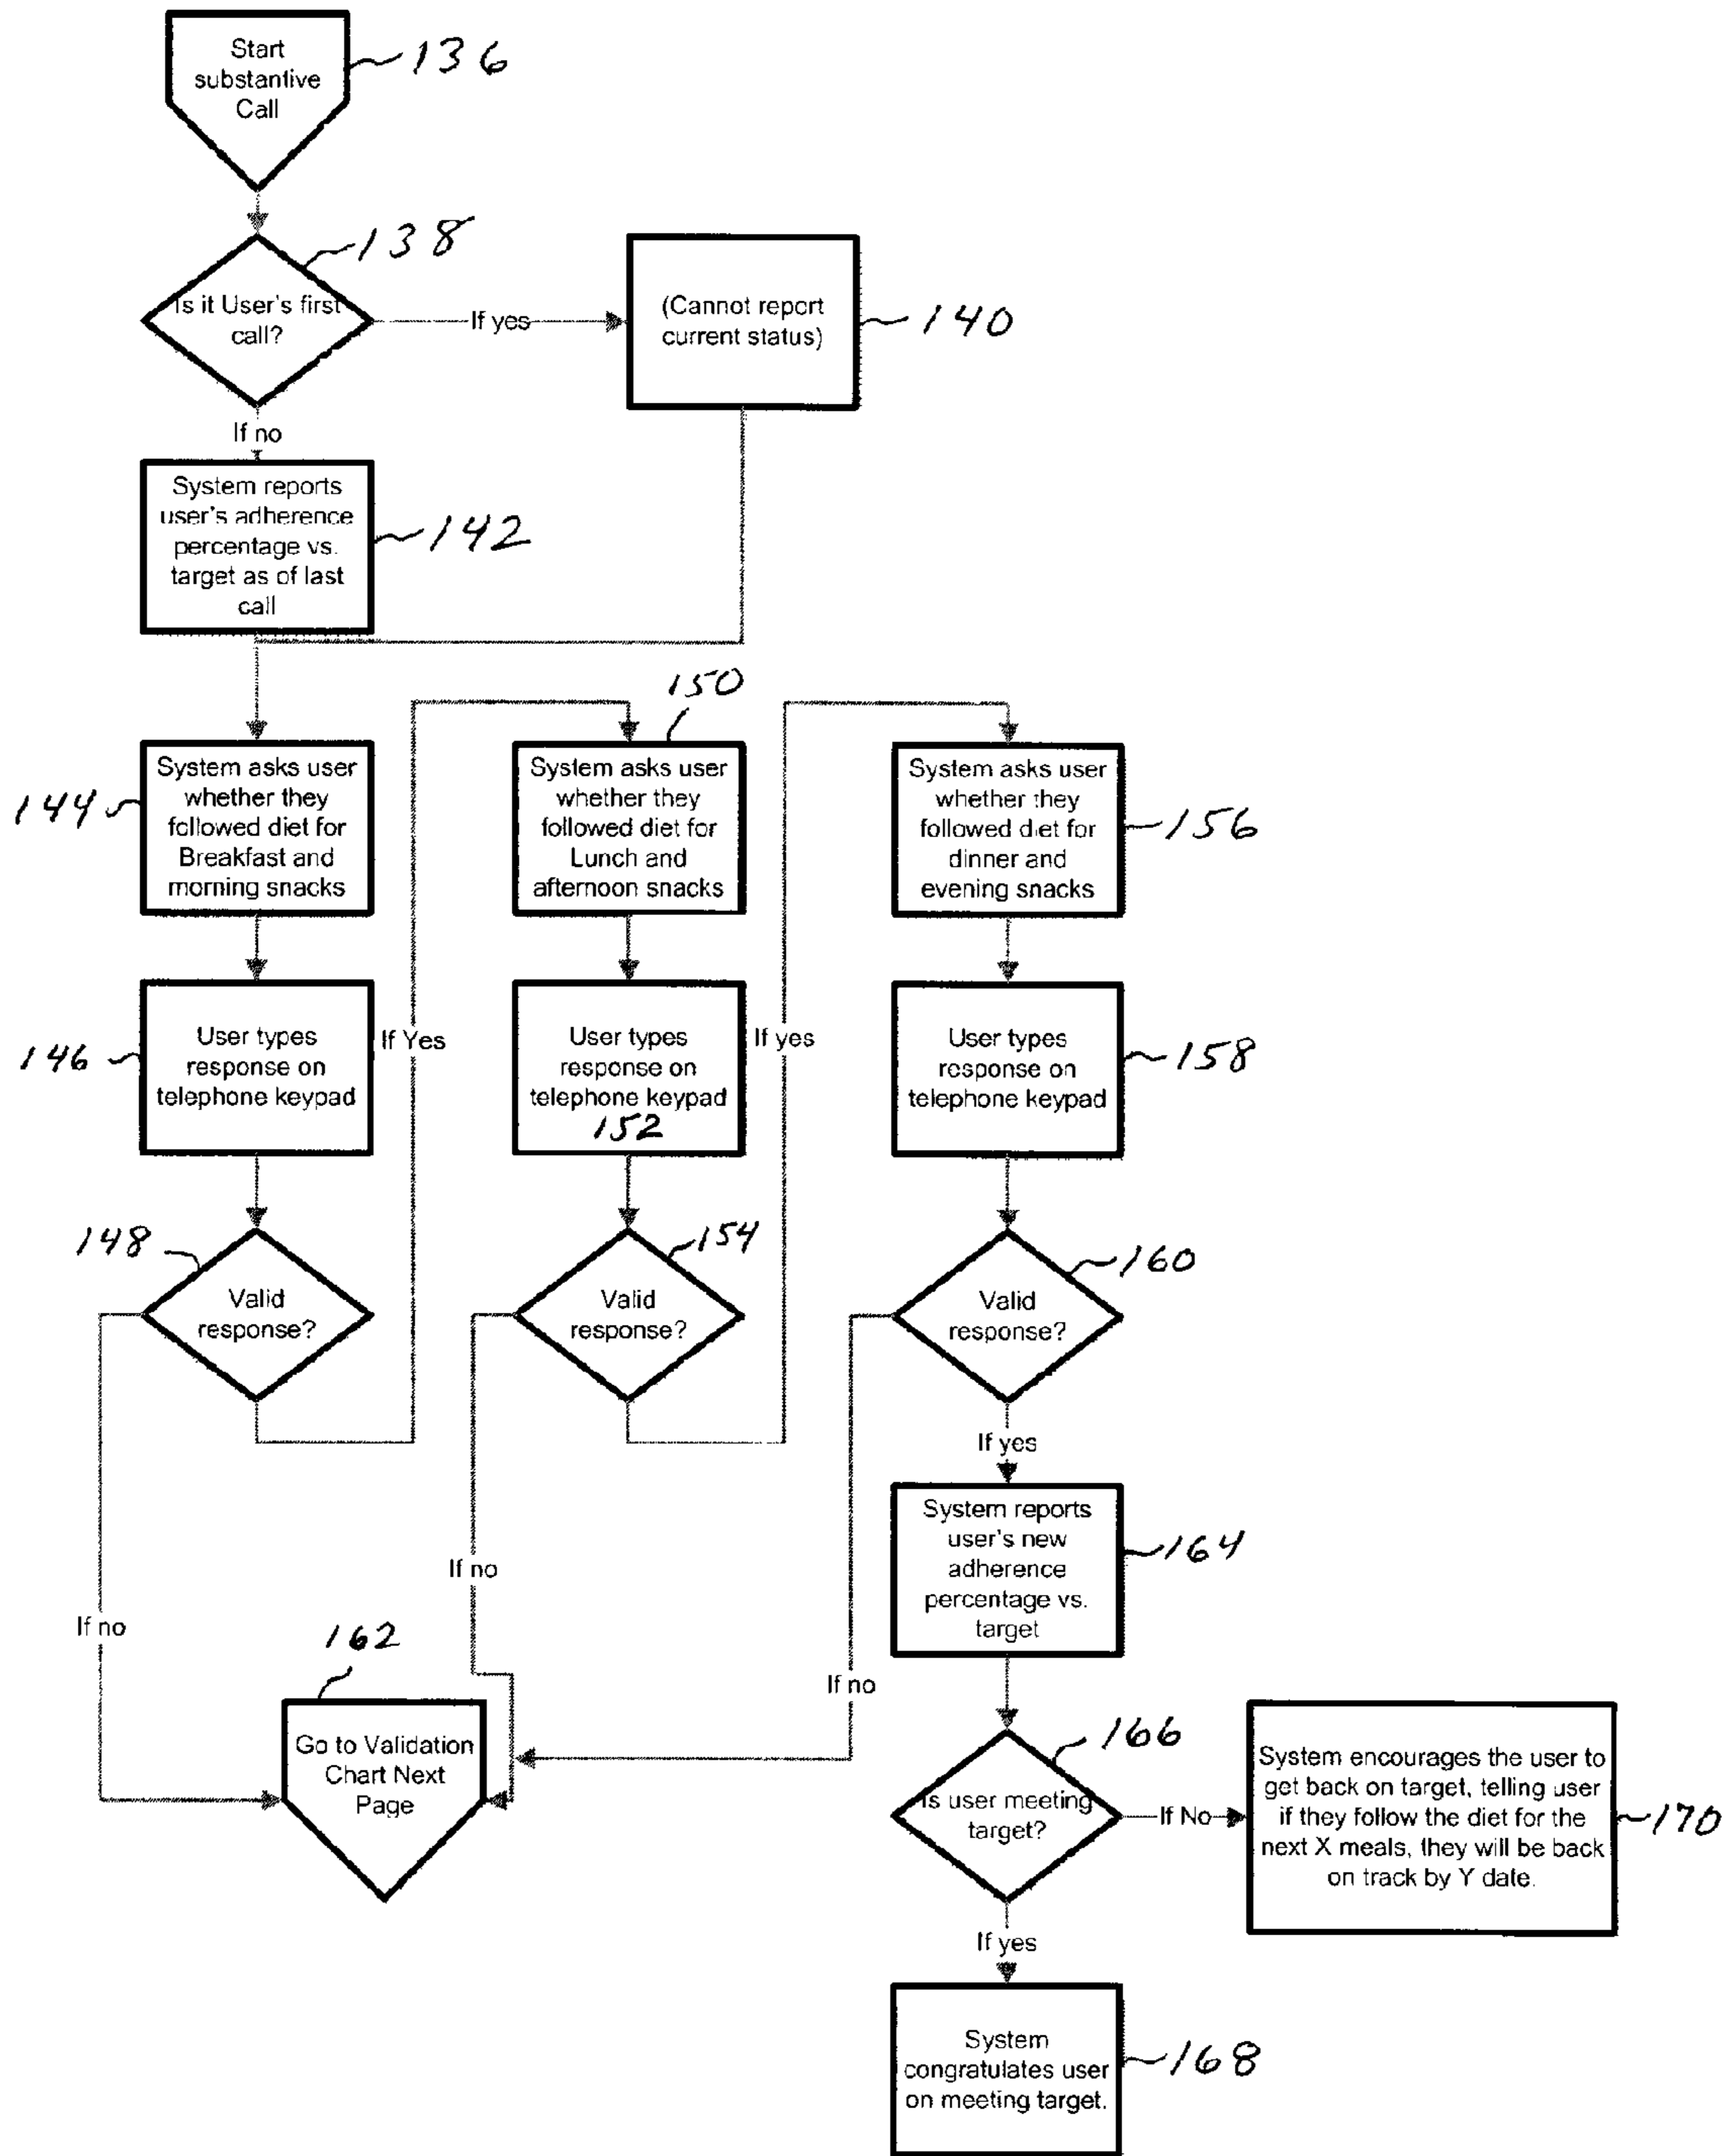 Start
substantive
Call
136
138
Is it User's first
call?
If yes
(Cannot report
current status)
140
If no
System reports
user's adherence
percentage vs.
target as of last
call
142
144
System asks user
whether they
followed diet for
Breakfast and
morning snacks
150
System asks user
whether they
followed diet for
Lunch and
afternoon snacks
System asks user
whether they
followed diet for
dinner and
evening snacks
156
146
User types
response on
telephone keypad
If Yes
User types
response on
telephone keypad
152
If yes
User types
response on
telephone keypad
158
148
Valid
response?
154
Valid
response?
160
Valid
response?
If yes
System reports
user's new
adherence
percentage vs.
target
164
If no
If no
If no
162
Go to Validation
Chart Next
Page
166
Is user meeting
target?
If No
System encourages the user to
get back on target, telling user
if they follow the diet for the
next X meals, they will be back
on track by Y date.
170
If yes
System
congratulates user
on meeting target.
168